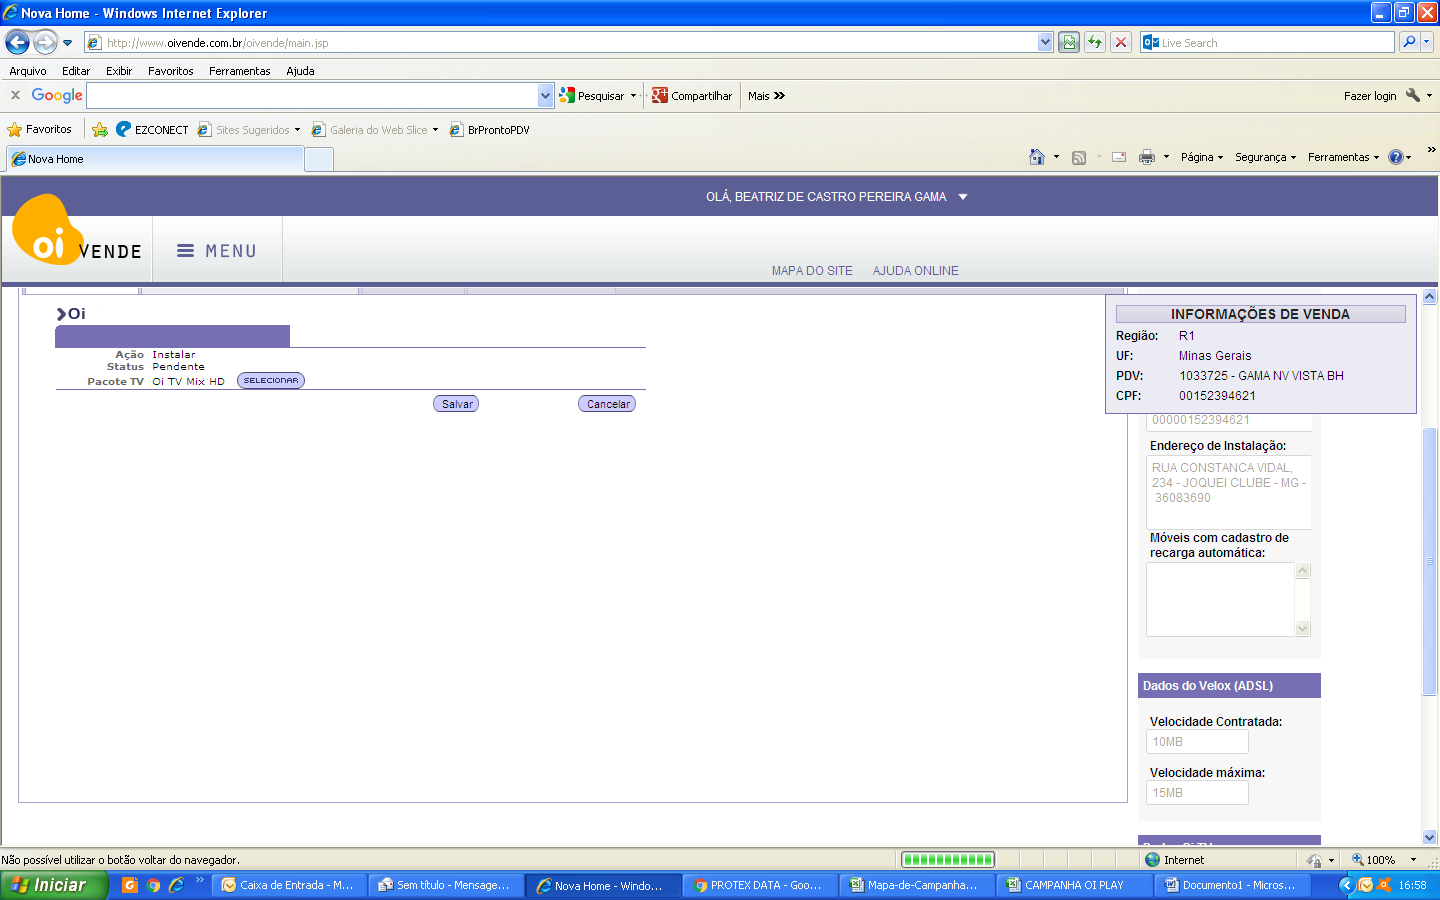 Nova Home - Windows Internet Explorer
http://www.oivende.com.br/oivende/main.jsp
Live Search
Arquivo Editar Exibir Favoritos Ferramentas Ajuda
x Google Pesquisar Compartilhar Mais » Fazer login
Favoritos EZCONECT Sites Sugeridos Galeria do Web Slice BrProntoPDV
Nova Home
Página Segurança Ferramentas »
OLÁ, BEATRIZ DE CASTRO PEREIRA GAMA
oi VENDE
MENU
MAPA DO SITE AJUDA ONLINE
Oi
Ação Instalar
Status Pendente
Pacote TV Oi TV Mix HD SELECIONAR
Salvar Cancelar
INFORMAÇÕES DE VENDA
Região: R1
UF: Minas Gerais
PDV: 1033725 - GAMA NV VISTA BH
CPF: 00152394621
00000152394621
Endereço de Instalação:
RUA CONSTANCA VIDAL,
234 - JOQUEI CLUBE - MG -
36083690
Móveis com cadastro de
recarga automática:
Dados do Velox (ADSL)
Velocidade Contratada:
10MB
Velocidade máxima:
15MB
Não possível utilizar o botão voltar do navegador.
Internet
100%
Iniciar
»
Caixa de Entrada - M...
Sem título - Mensage...
Nova Home - Windo...
PROTEX DATA - Goo...
Mapa-de-Campanha...
CAMPANHA OI PLAY
Documento1 - Micros...
16:58